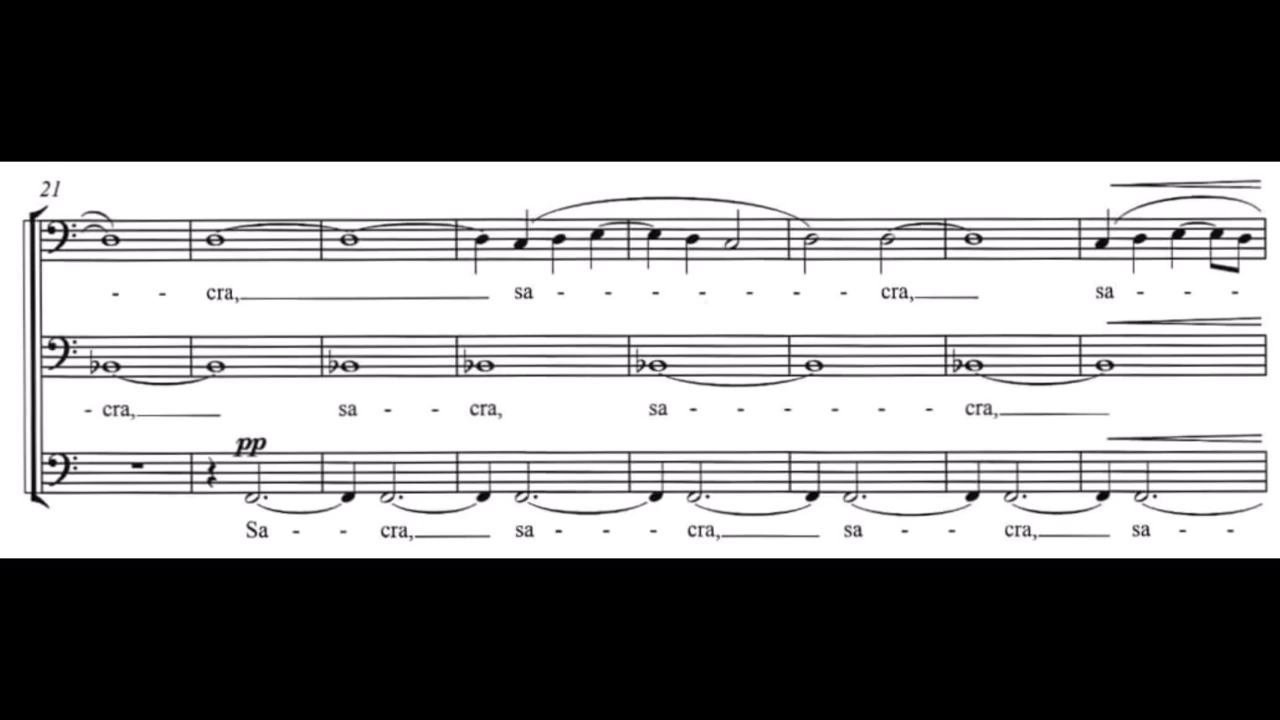 21
- - cra, sa - - - - - - - cra, sa - - -
- cra, sa - - cra, sa - - - - - - cra,
pp
Sa - - cra, sa - - - cra, sa - - cra, sa - -